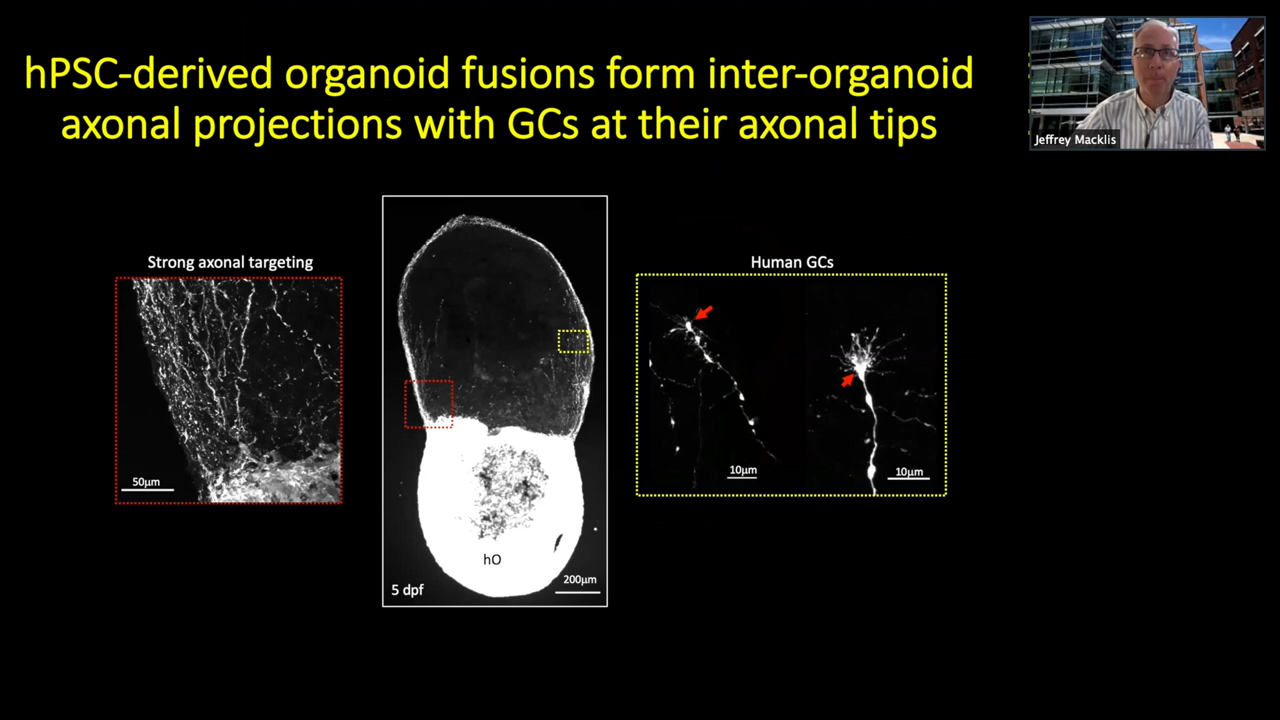 hPSC-derived organoid fusions form inter-organoid
axonal projections with GCs at their axonal tips
Jeffrey Macklis
Strong axonal targeting
50µm
hO
5 dpf
200µm
Human GCs
10µm
10µm